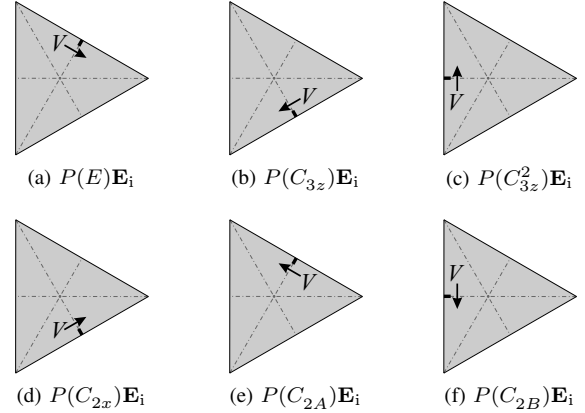 V V V
(a) P(E)Eᵢ (b) P(C₃z)Eᵢ (c) P(C²₃z)Eᵢ
V V V
(d) P(C₂ₓ)Eᵢ (e) P(C₂A)Eᵢ (f) P(C₂B)Eᵢ